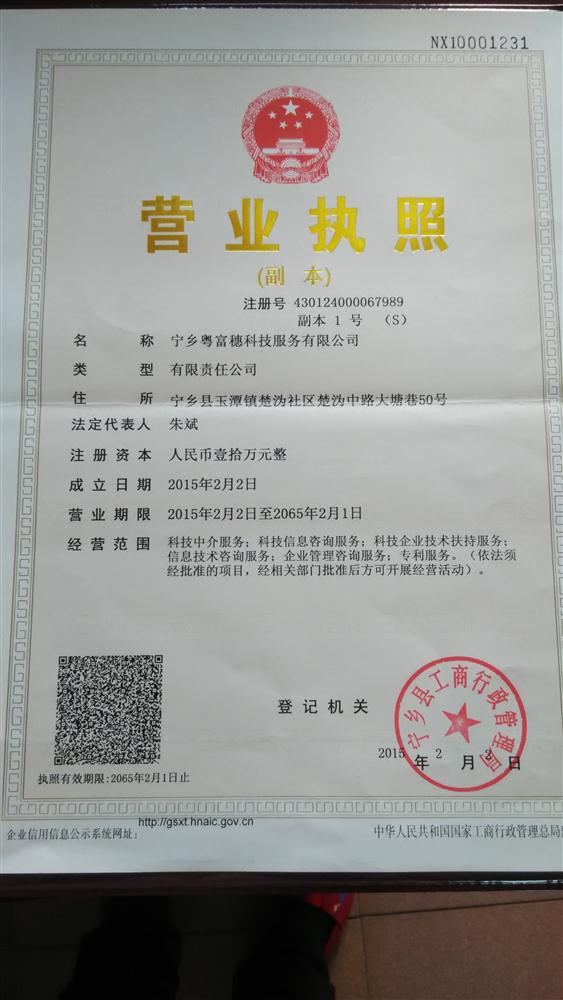 NX10001231
营业执照
(副 本)
注册号 430124000067989
副本 1 号 （S）
名 称 宁乡粤富穗科技服务有限公司
类 型 有限责任公司
住 所 宁乡县玉潭镇楚沩社区楚沩中路大塘巷50号
法定代表人 朱斌
注册资本 人民币壹拾万元整
成立日期 2015年2月2日
营业期限 2015年2月2日至2065年2月1日
经营范围 科技中介服务；科技信息咨询服务；科技企业技术扶持服务；
信息技术咨询服务；企业管理咨询服务；专利服务。（依法须
经批准的项目，经相关部门批准后方可开展经营活动）。
登记机关
宁乡县工商行政管理局
2015 年 2 月 2 日
执照有效期限:2065年2月1日止
http://gsxt.hnaic.gov.cn
企业信用信息公示系统网址:
中华人民共和国国家工商行政管理总局